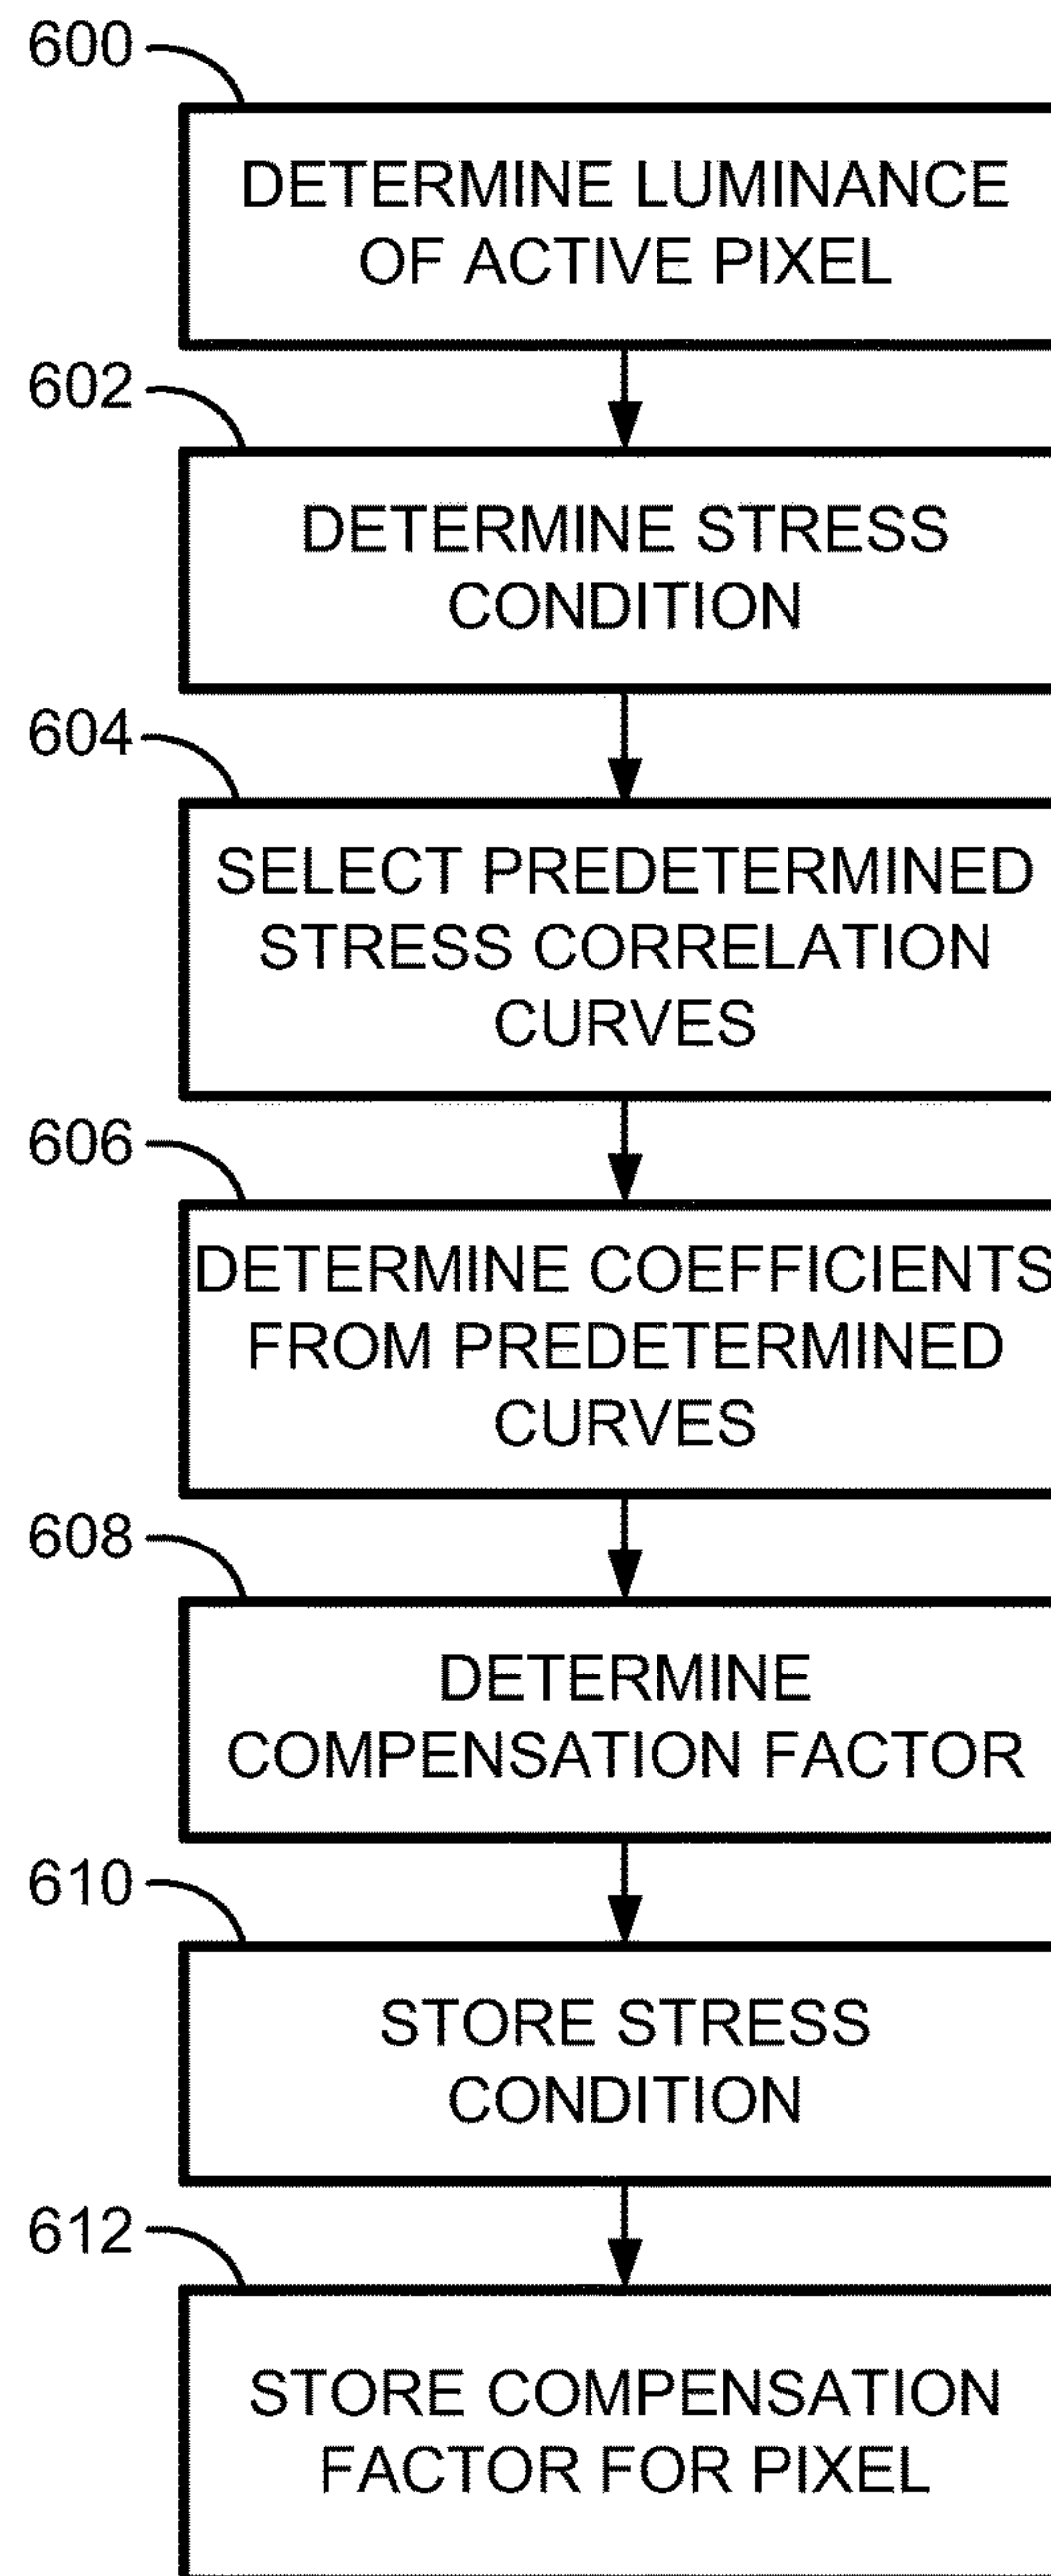 600
DETERMINE LUMINANCE
OF ACTIVE PIXEL
602
DETERMINE STRESS
CONDITION
604
SELECT PREDETERMINED
STRESS CORRELATION
CURVES
606
DETERMINE COEFFICIENTS
FROM PREDETERMINED
CURVES
608
DETERMINE
COMPENSATION FACTOR
610
STORE STRESS
CONDITION
612
STORE COMPENSATION
FACTOR FOR PIXEL